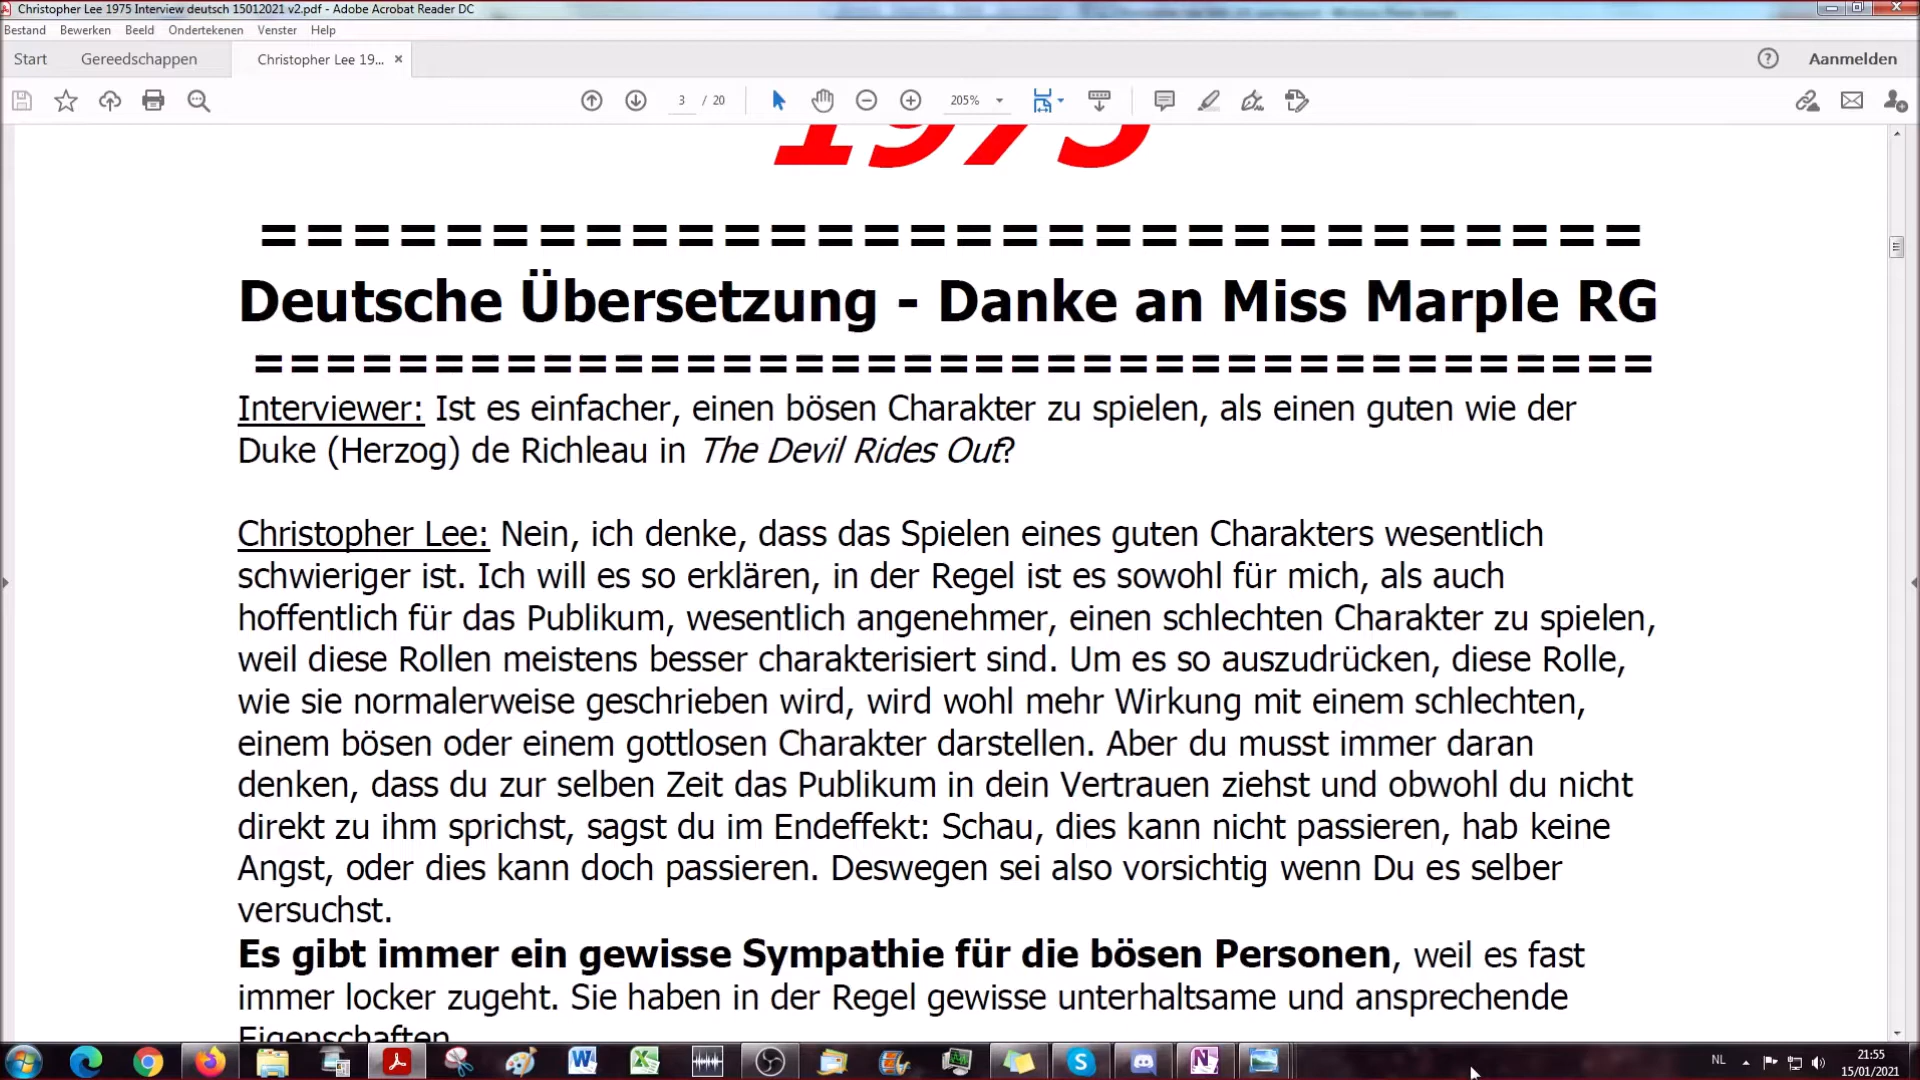 Christopher Lee 1975 Interview deutsch 15012021 v2.pdf - Adobe Acrobat Reader DC
Bestand Bewerken Beeld Ondertekenen Venster Help
Start Gereedschappen Christopher Lee 19... × Aanmelden
3 / 20 205%
1975
==============================
Deutsche Übersetzung - Danke an Miss Marple RG
=======================================
Interviewer: Ist es einfacher, einen bösen Charakter zu spielen, als einen guten wie der
Duke (Herzog) de Richleau in The Devil Rides Out?
Christopher Lee: Nein, ich denke, dass das Spielen eines guten Charakters wesentlich
schwieriger ist. Ich will es so erklären, in der Regel ist es sowohl für mich, als auch
hoffentlich für das Publikum, wesentlich angenehmer, einen schlechten Charakter zu spielen,
weil diese Rollen meistens besser charakterisiert sind. Um es so auszudrücken, diese Rolle,
wie sie normalerweise geschrieben wird, wird wohl mehr Wirkung mit einem schlechten,
einem bösen oder einem gottlosen Charakter darstellen. Aber du musst immer daran
denken, dass du zur selben Zeit das Publikum in dein Vertrauen ziehst und obwohl du nicht
direkt zu ihm sprichst, sagst du im Endeffekt: Schau, dies kann nicht passieren, hab keine
Angst, oder dies kann doch passieren. Deswegen sei also vorsichtig wenn Du es selber
versuchst.
Es gibt immer ein gewisse Sympathie für die bösen Personen, weil es fast
immer locker zugeht. Sie haben in der Regel gewisse unterhaltsame und ansprechende
Eigenschaften
NL 21:55
15/01/2021